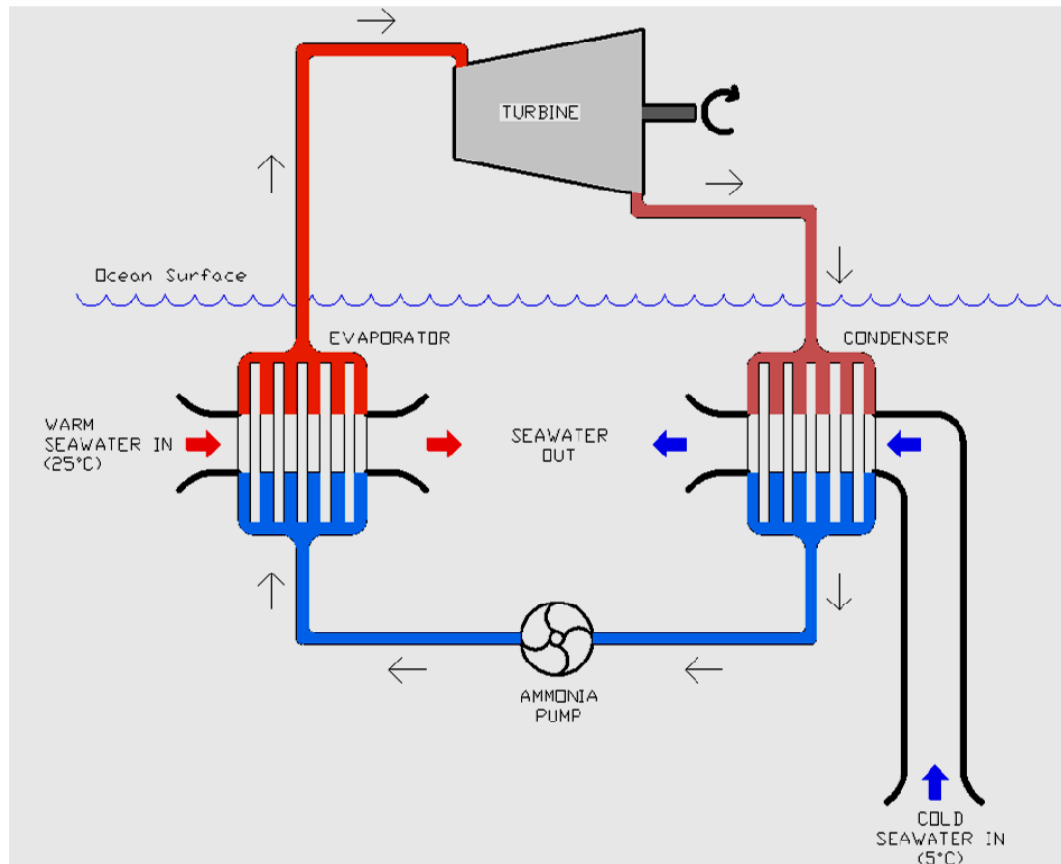 TURBINE
Ocean Surface
EVAPORATOR
CONDENSER
WARM
SEAWATER IN
(25°C)
SEAWATER
OUT
AMMONIA
PUMP
COLD
SEAWATER IN
(5°C)